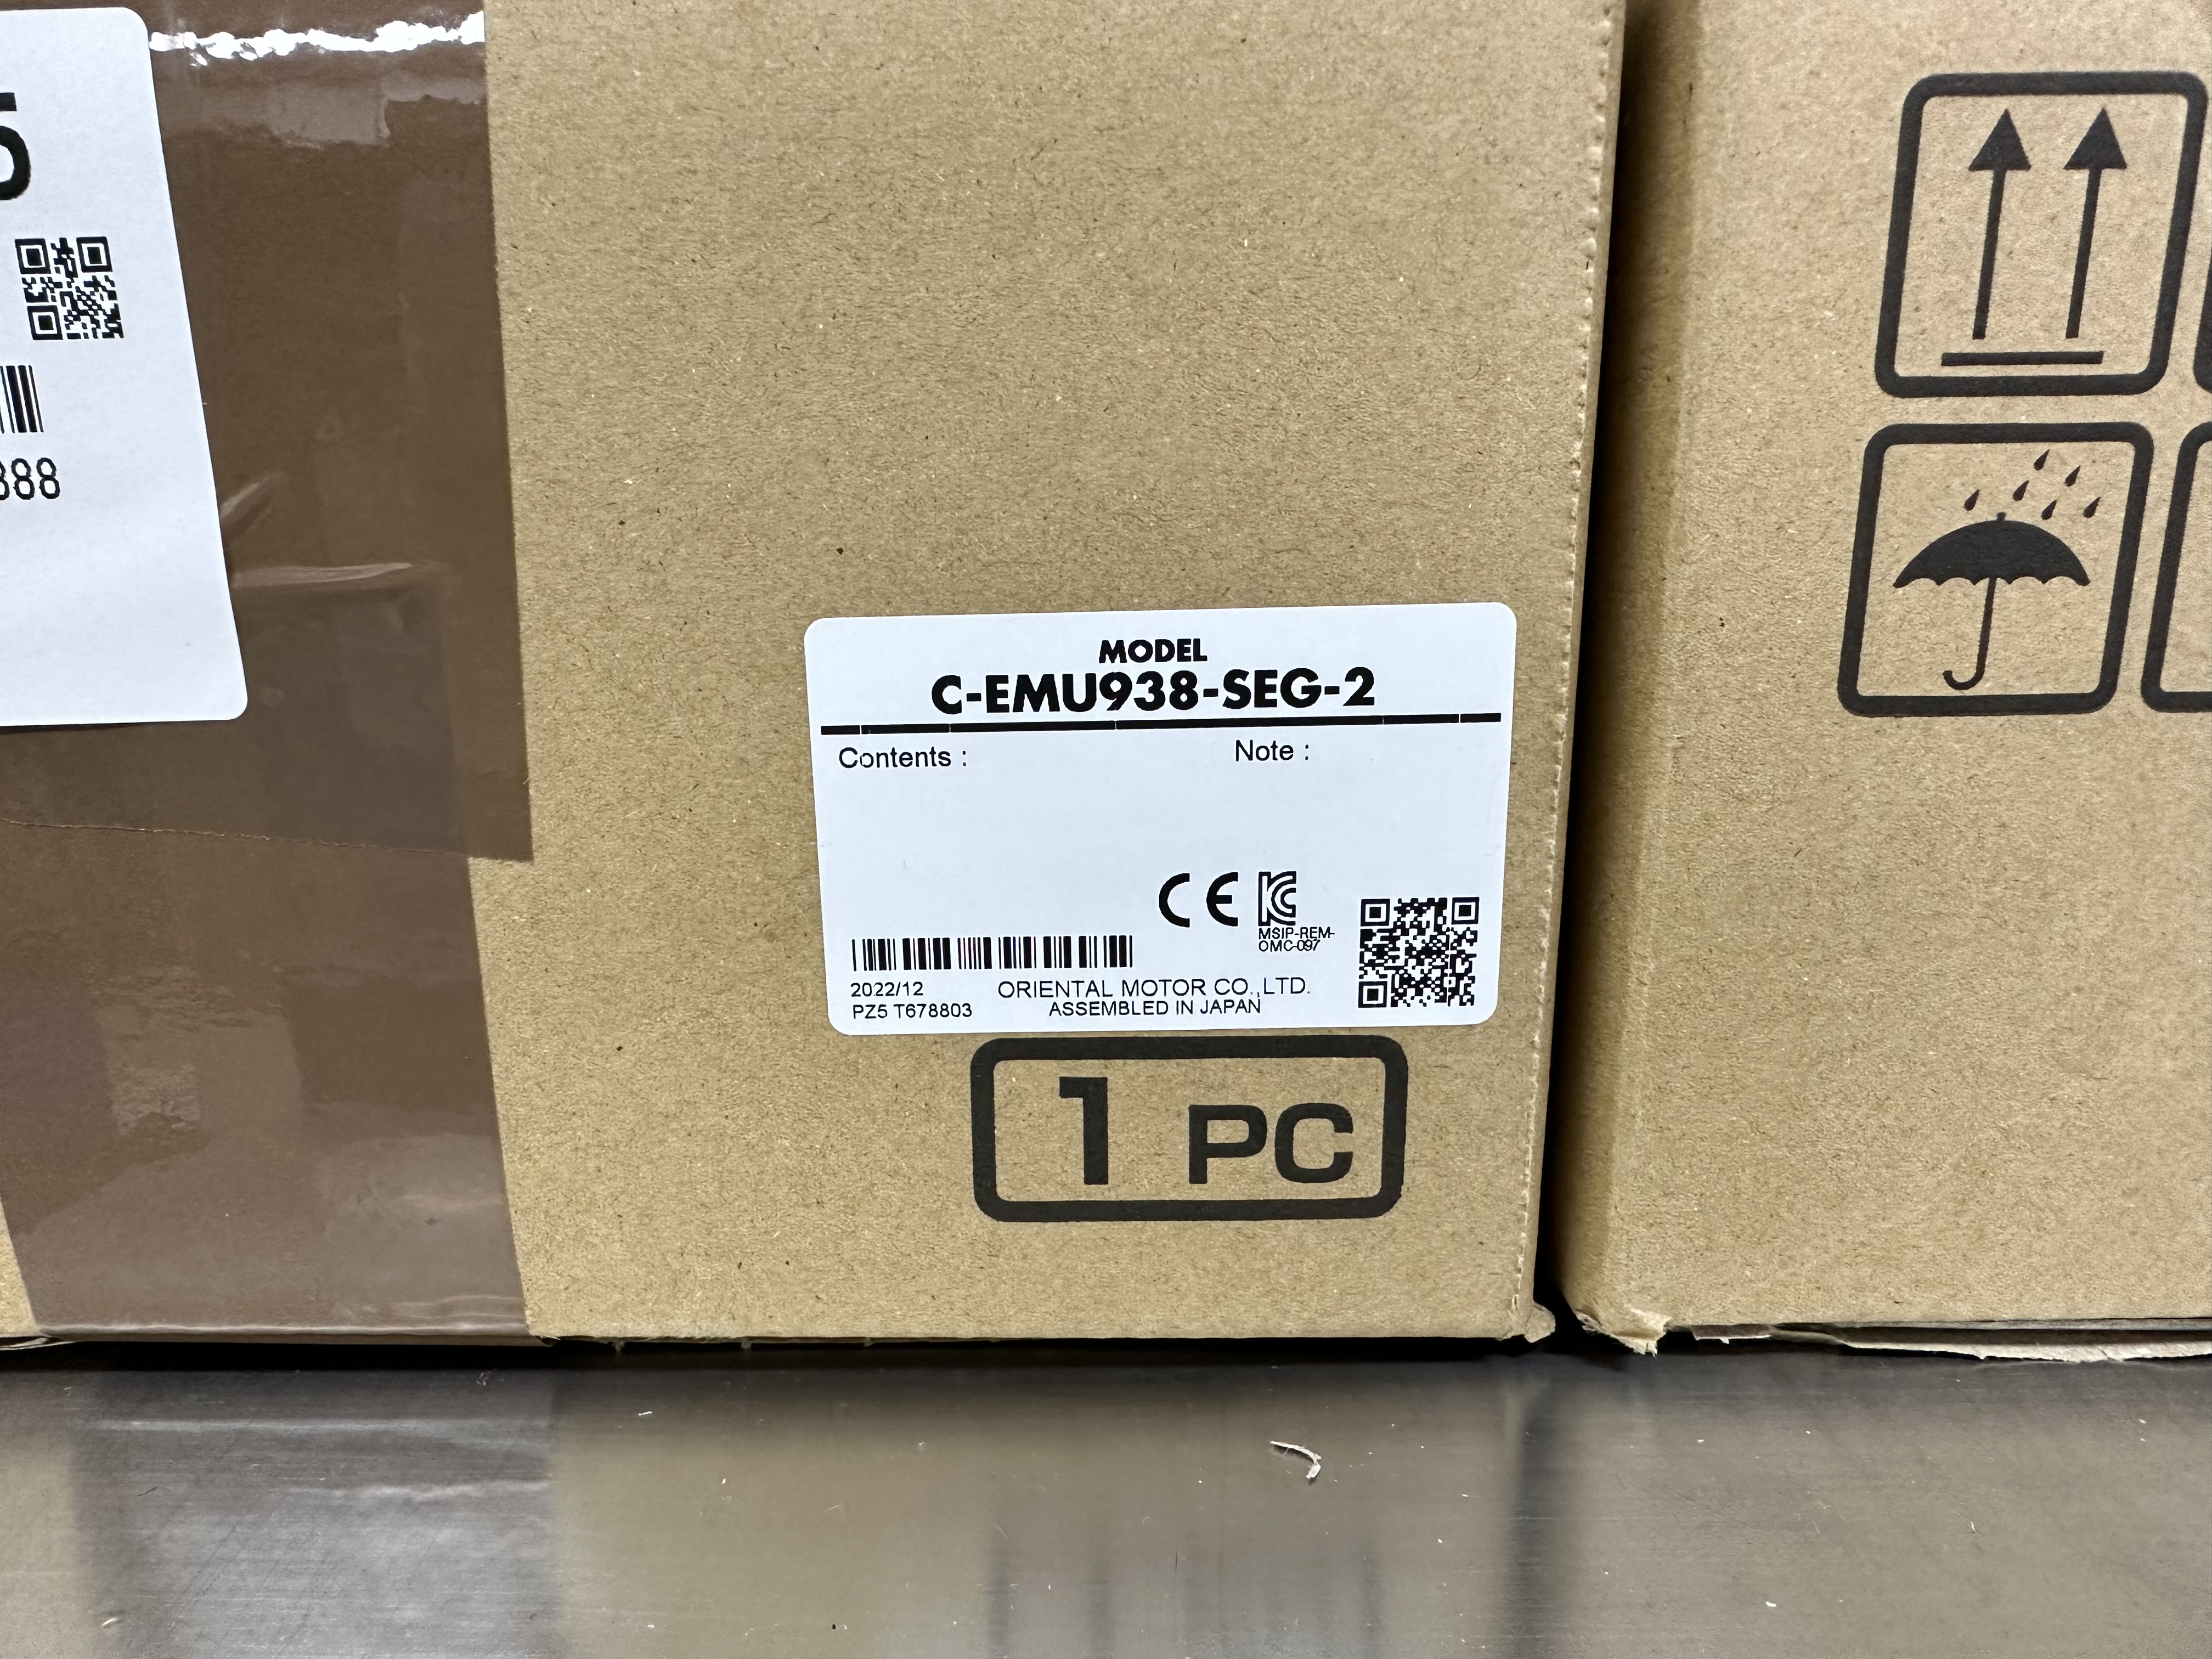 5
888
MODEL
C-EMU938-SEG-2
Contents :
Note :
CE
MSIP-REM-
OMC-097
2022/12
ORIENTAL MOTOR CO.,LTD.
PZ5 T678803
ASSEMBLED IN JAPAN
1 PC